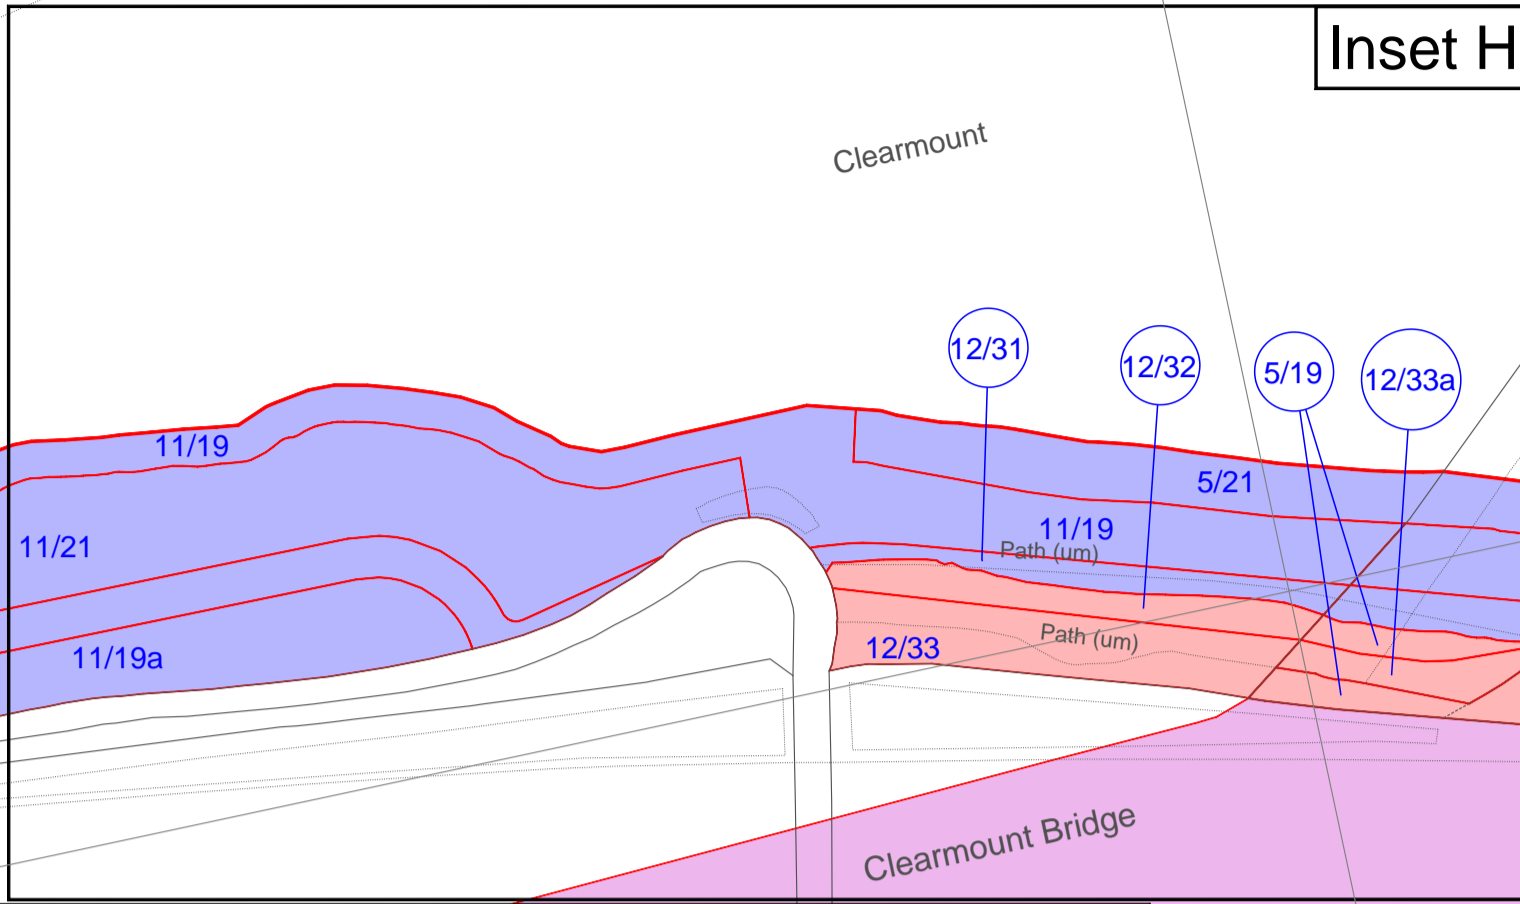 Inset H
Clearmount
12/31
12/32
5/19
12/33a
11/19
5/21
11/19
11/21
Path (um)
Path (um)
12/33
11/19a
Clearmount Bridge